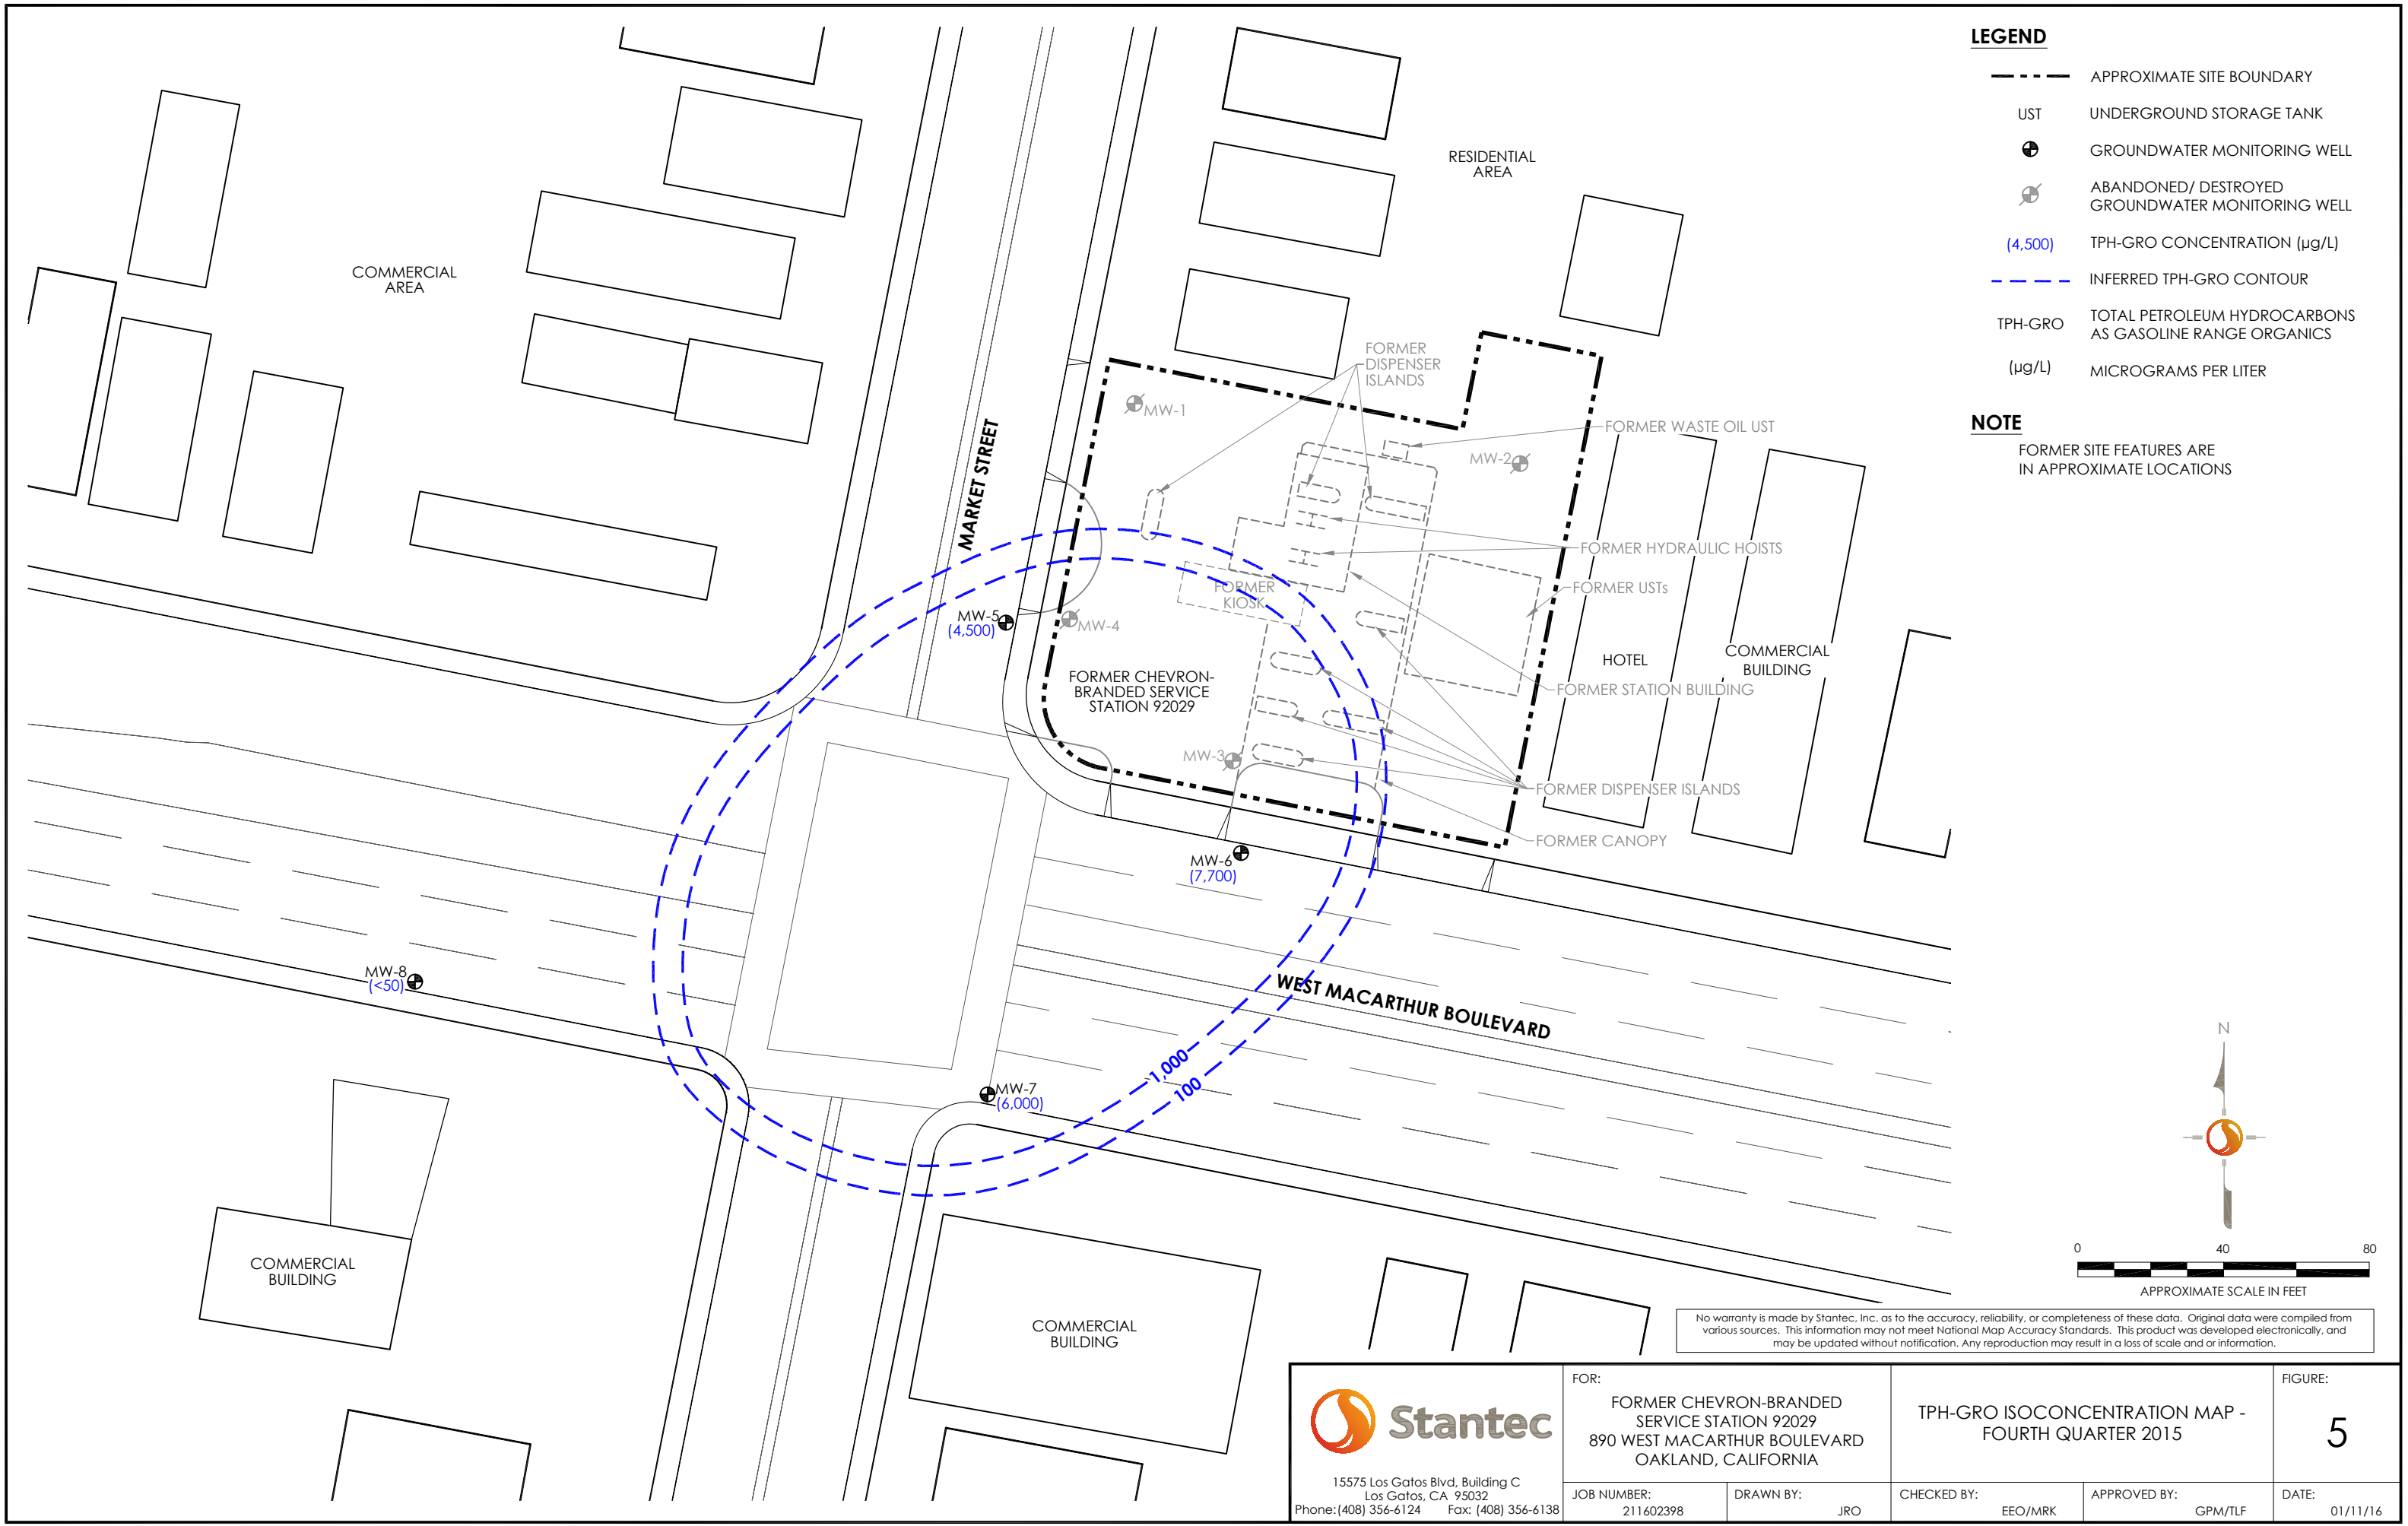 LEGEND
APPROXIMATE SITE BOUNDARY
UST UNDERGROUND STORAGE TANK
GROUNDWATER MONITORING WELL
ABANDONED/ DESTROYED
GROUNDWATER MONITORING WELL
(4,500) TPH-GRO CONCENTRATION (µg/L)
INFERRED TPH-GRO CONTOUR
TPH-GRO TOTAL PETROLEUM HYDROCARBONS
AS GASOLINE RANGE ORGANICS
(µg/L) MICROGRAMS PER LITER
NOTE
FORMER SITE FEATURES ARE
IN APPROXIMATE LOCATIONS
RESIDENTIAL
AREA
COMMERCIAL
AREA
MARKET STREET
FORMER
DISPENSER
ISLANDS
MW-1
FORMER WASTE OIL UST
MW-2
FORMER HYDRAULIC HOISTS
FORMER USTs
FORMER
KIOSK
MW-5
(4,500)
MW-4
HOTEL
COMMERCIAL
BUILDING
FORMER CHEVRON-
BRANDED SERVICE
STATION 92029
FORMER STATION BUILDING
MW-3
FORMER DISPENSER ISLANDS
FORMER CANOPY
MW-6
(7,700)
MW-8
(<50)
WEST MACARTHUR BOULEVARD
1,000
100
MW-7
(6,000)
COMMERCIAL
BUILDING
COMMERCIAL
BUILDING
N
0 40 80
APPROXIMATE SCALE IN FEET
No warranty is made by Stantec, Inc. as to the accuracy, reliability, or completeness of these data. Original data were compiled from
various sources. This information may not meet National Map Accuracy Standards. This product was developed electronically, and
may be updated without notification. Any reproduction may result in a loss of scale and or information.
Stantec
15575 Los Gatos Blvd, Building C
Los Gatos, CA 95032
Phone:(408) 356-6124 Fax: (408) 356-6138
FOR:
FORMER CHEVRON-BRANDED
SERVICE STATION 92029
890 WEST MACARTHUR BOULEVARD
OAKLAND, CALIFORNIA
TPH-GRO ISOCONCENTRATION MAP -
FOURTH QUARTER 2015
FIGURE:
5
JOB NUMBER:
211602398
DRAWN BY:
JRO
CHECKED BY:
EEO/MRK
APPROVED BY:
GPM/TLF
DATE:
01/11/16